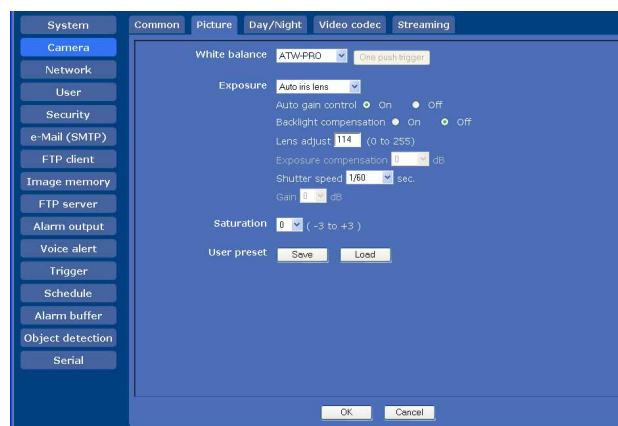 System
Camera
Network
User
Security
e-Mail (SMTP)
FTP client
Image memory
FTP server
Alarm output
Voice alert
Trigger
Schedule
Alarm buffer
Object detection
Serial
Common Picture Day/Night Video codec Streaming
White balance ATW-PRO One push trigger
Exposure Auto iris lens
Auto gain control On Off
Backlight compensation On Off
Lens adjust 114 (0 to 255)
Exposure compensation 0 dB
Shutter speed 1/60 sec.
Gain 0 dB
Saturation 0 ( -3 to +3 )
User preset Save Load
OK Cancel